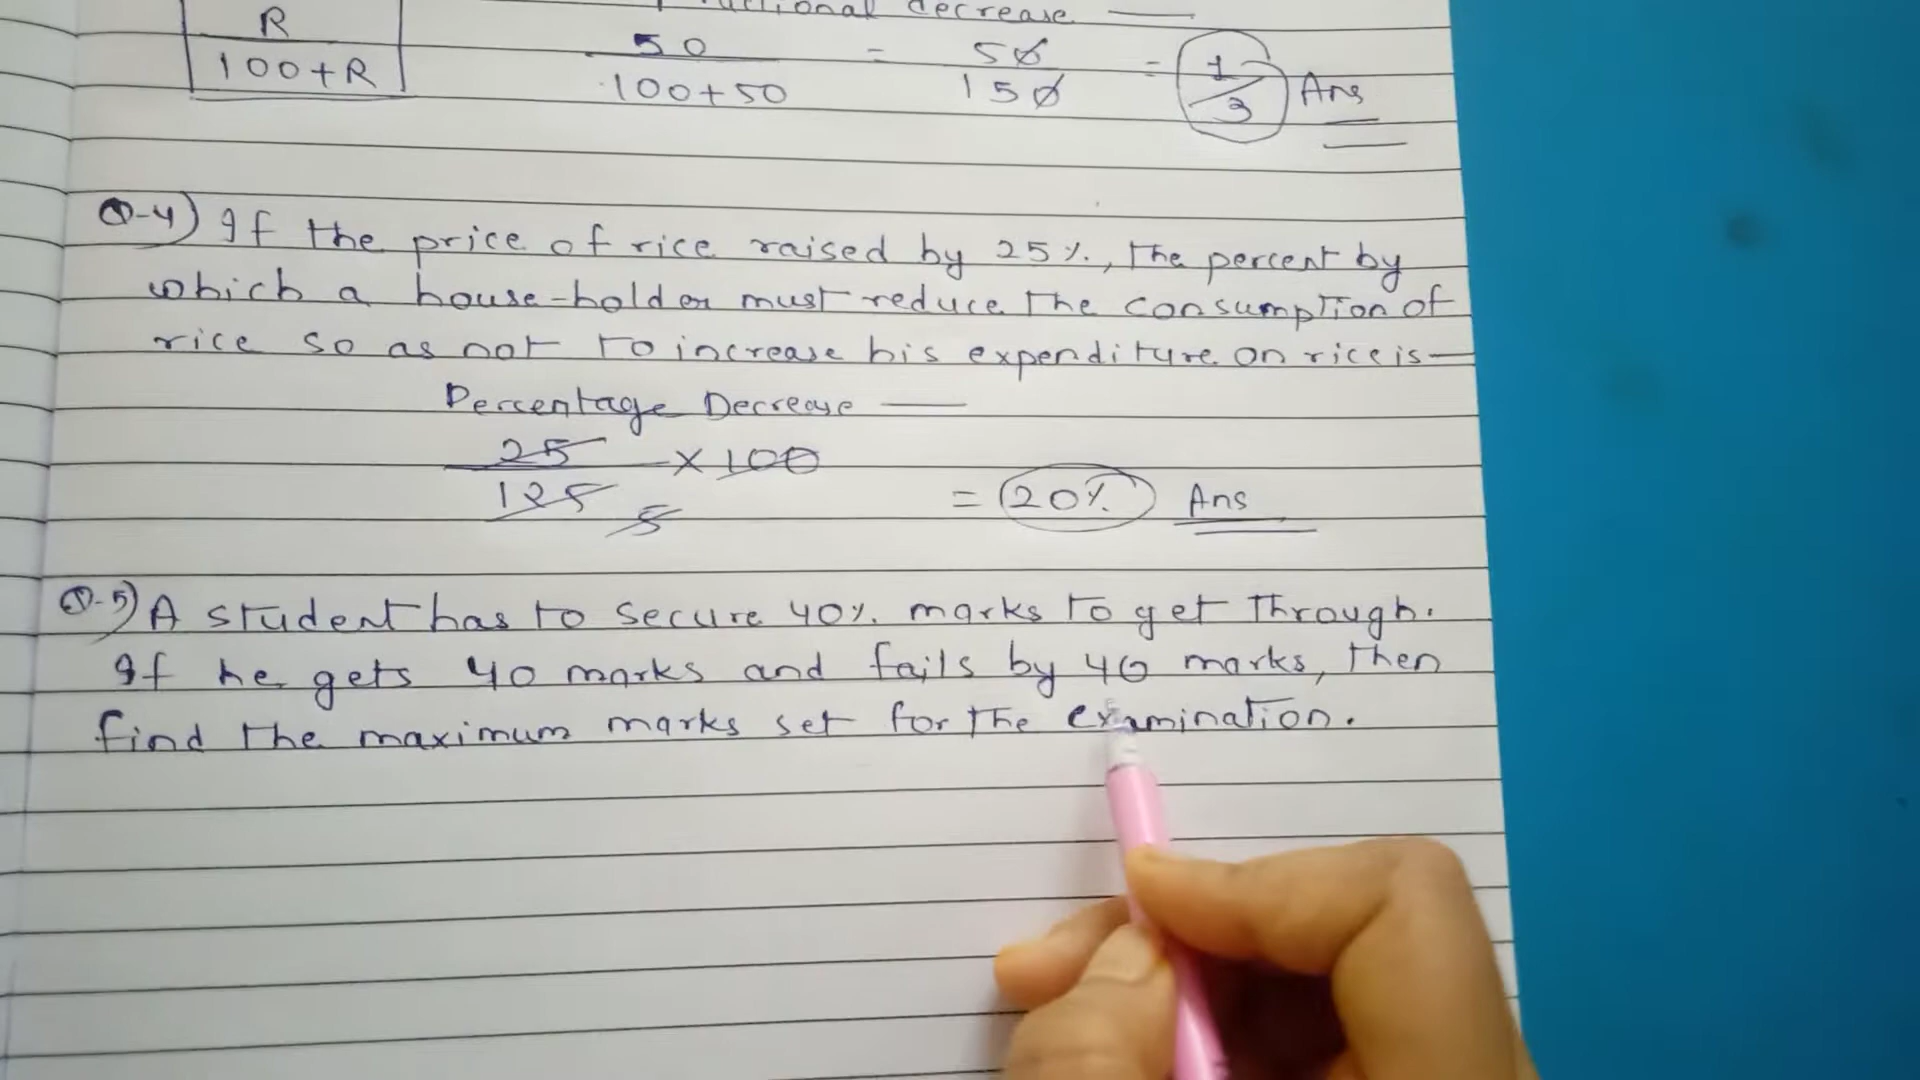 decrease —
R
100+R
50
100+50
=
50
150
=
1
3
Ans
Q-4) If the price of rice raised by 25%, the percent by
which a house-holder must reduce the consumption of
rice so as not to increase his expenditure on rice is—
Percentage Decrease —
25
125
× 100
5
= 20% Ans
Q-5) A student has to secure 40% marks to get through.
If he gets 40 marks and fails by 40 marks, then
find the maximum marks set for the examination.